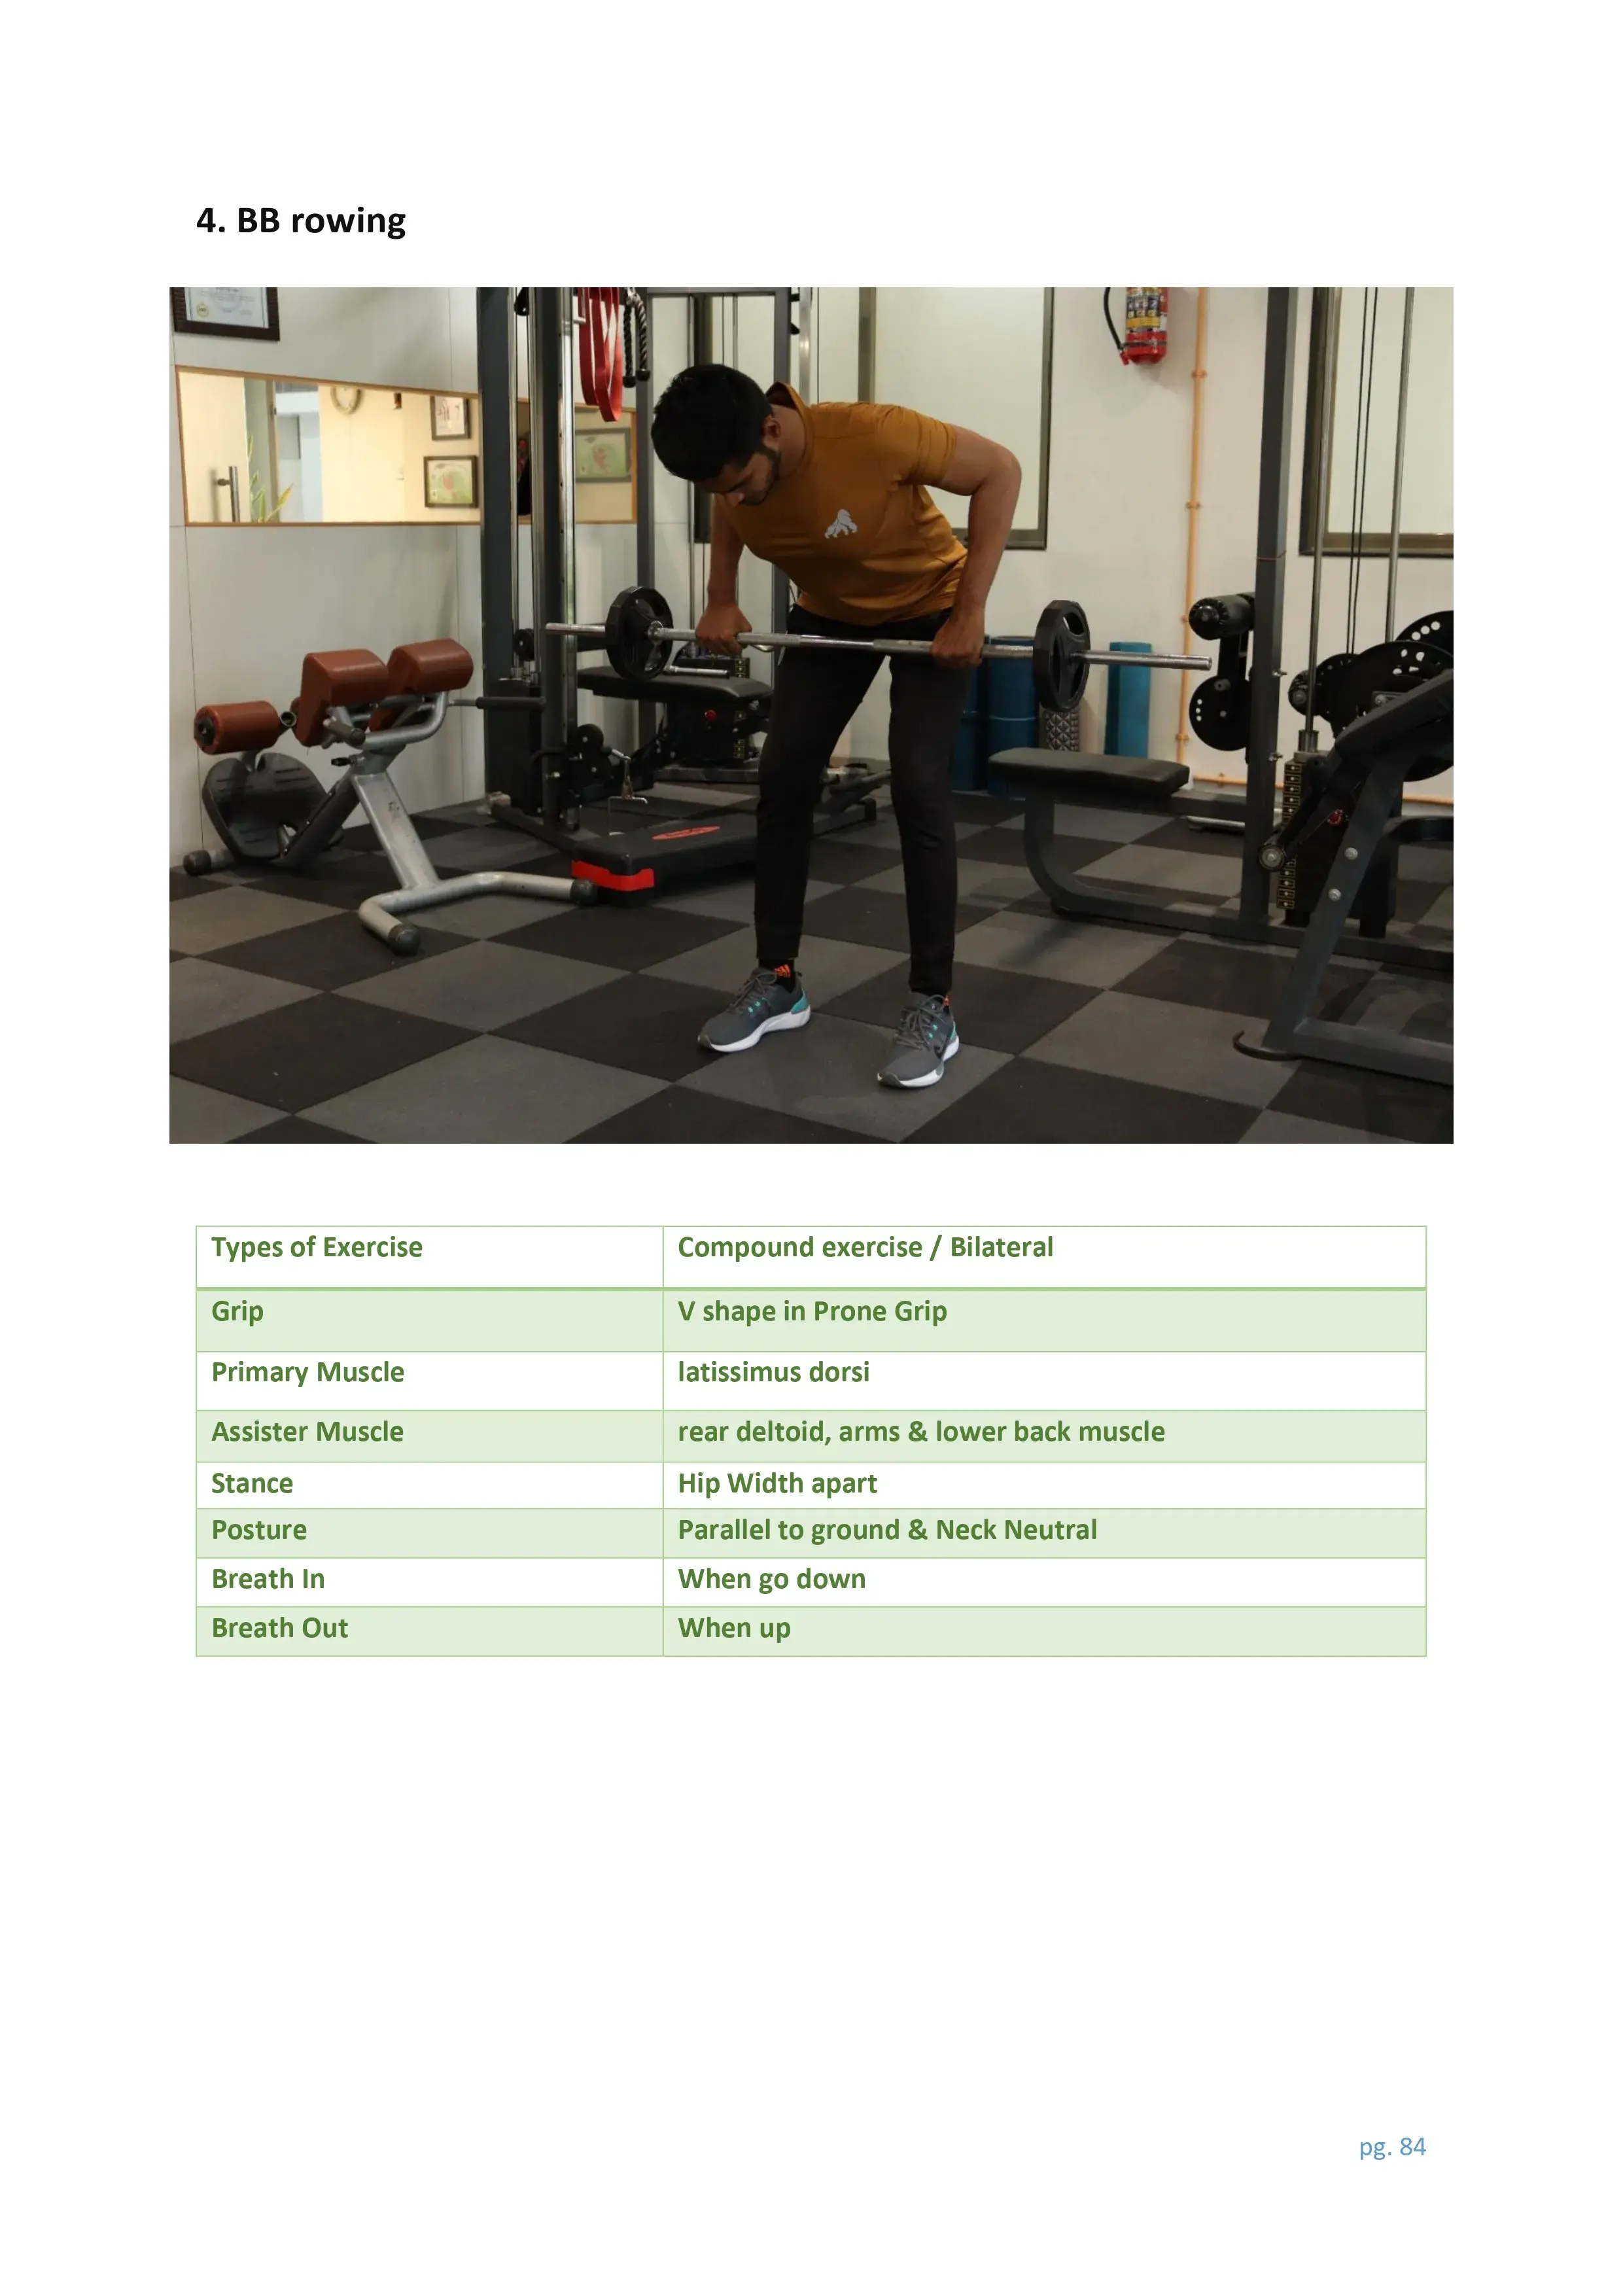 4. BB rowing
Types of Exercise Compound exercise / Bilateral
Grip V shape in Prone Grip
Primary Muscle latissimus dorsi
Assister Muscle rear deltoid, arms & lower back muscle
Stance Hip Width apart
Posture Parallel to ground & Neck Neutral
Breath In When go down
Breath Out When up
pg. 84